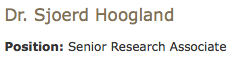 Dr. Sjoerd Hoogland
Position: Senior Research Associate